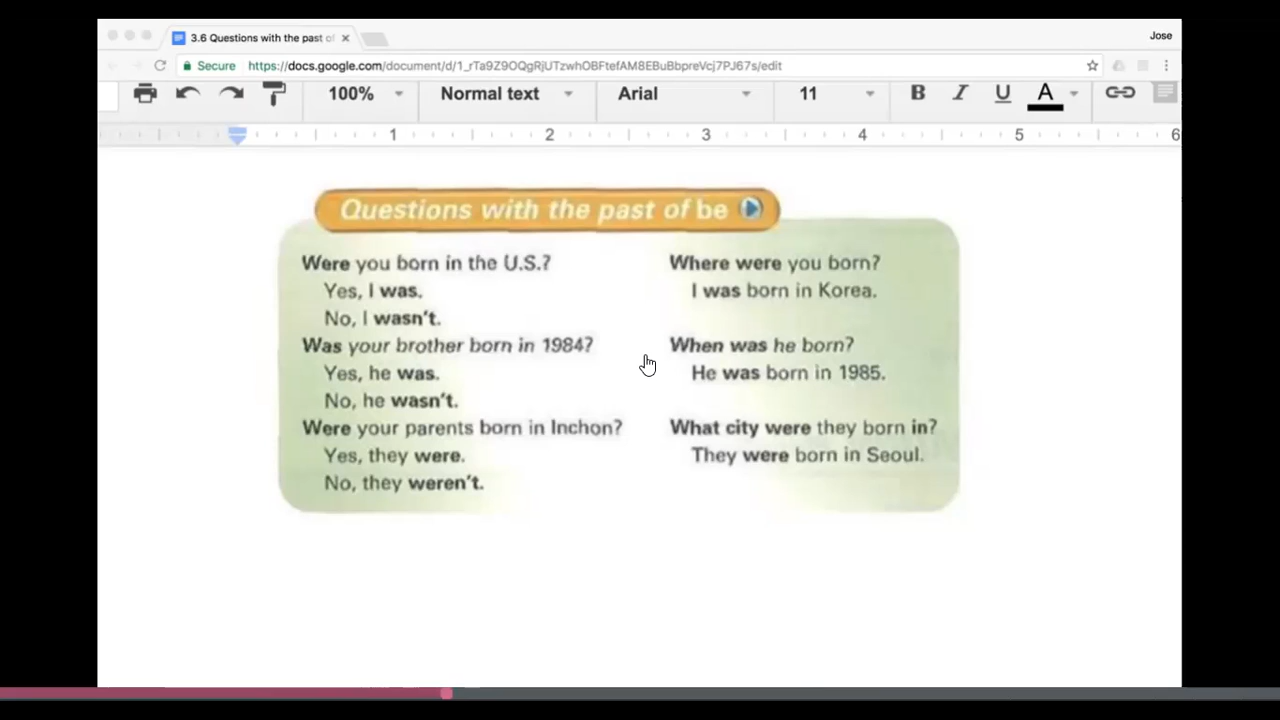 3.6 Questions with the past of
Jose
Secure https://docs.google.com/document/d/1_rTa9Z9OQgRjUTzwhOBFtefAM8EBuBbpreVcj7PJ67s/edit
100% Normal text Arial 11 B I U A
1 2 3 4 5 6
Questions with the past of be
Were you born in the U.S.?
Yes, I was.
No, I wasn't.
Was your brother born in 1984?
Yes, he was.
No, he wasn't.
Were your parents born in Inchon?
Yes, they were.
No, they weren't.
Where were you born?
I was born in Korea.
When was he born?
He was born in 1985.
What city were they born in?
They were born in Seoul.